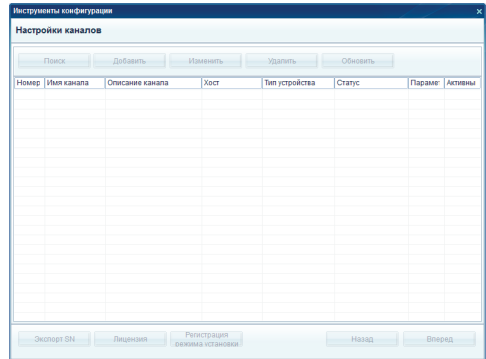 Инструменты конфигурации
Настройки каналов
Поиск Добавить Изменить Удалить Обновить
Номер Имя канала Описание канала Хост Тип устройства Статус Параме Активны
Экспорт SN Лицензия Регистрация режима установки Назад Вперед